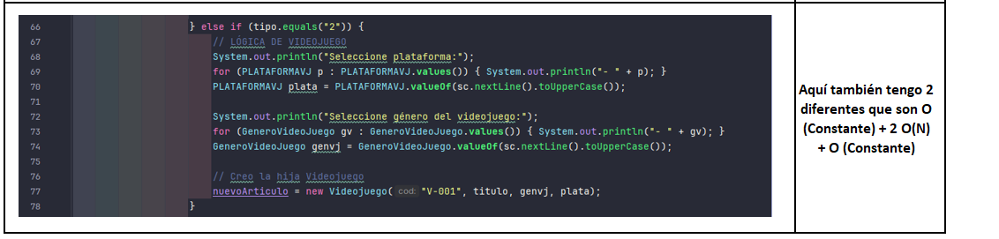 66 } else if (tipo.equals("2")) {
67 // LÓGICA DE VIDEOJUEGO
68 System.out.println("Seleccione plataforma:");
69 for (PLATAFORMAVJ p : PLATAFORMAVJ.values()) { System.out.println("- " + p); }
70 PLATAFORMAVJ plata = PLATAFORMAVJ.valueOf(sc.nextLine().toUpperCase());
71
72 System.out.println("Seleccione género del videojuego:");
73 for (GeneroVideoJuego gv : GeneroVideoJuego.values()) { System.out.println("- " + gv); }
74 GeneroVideoJuego genvj = GeneroVideoJuego.valueOf(sc.nextLine().toUpperCase());
75
76 // Creo la hija Videojuego
77 nuevoArticulo = new Videojuego( cod: "V-001", titulo, genvj, plata);
78 }
Aquí también tengo 2
diferentes que son O
(Constante) + 2 O(N)
+ O (Constante)